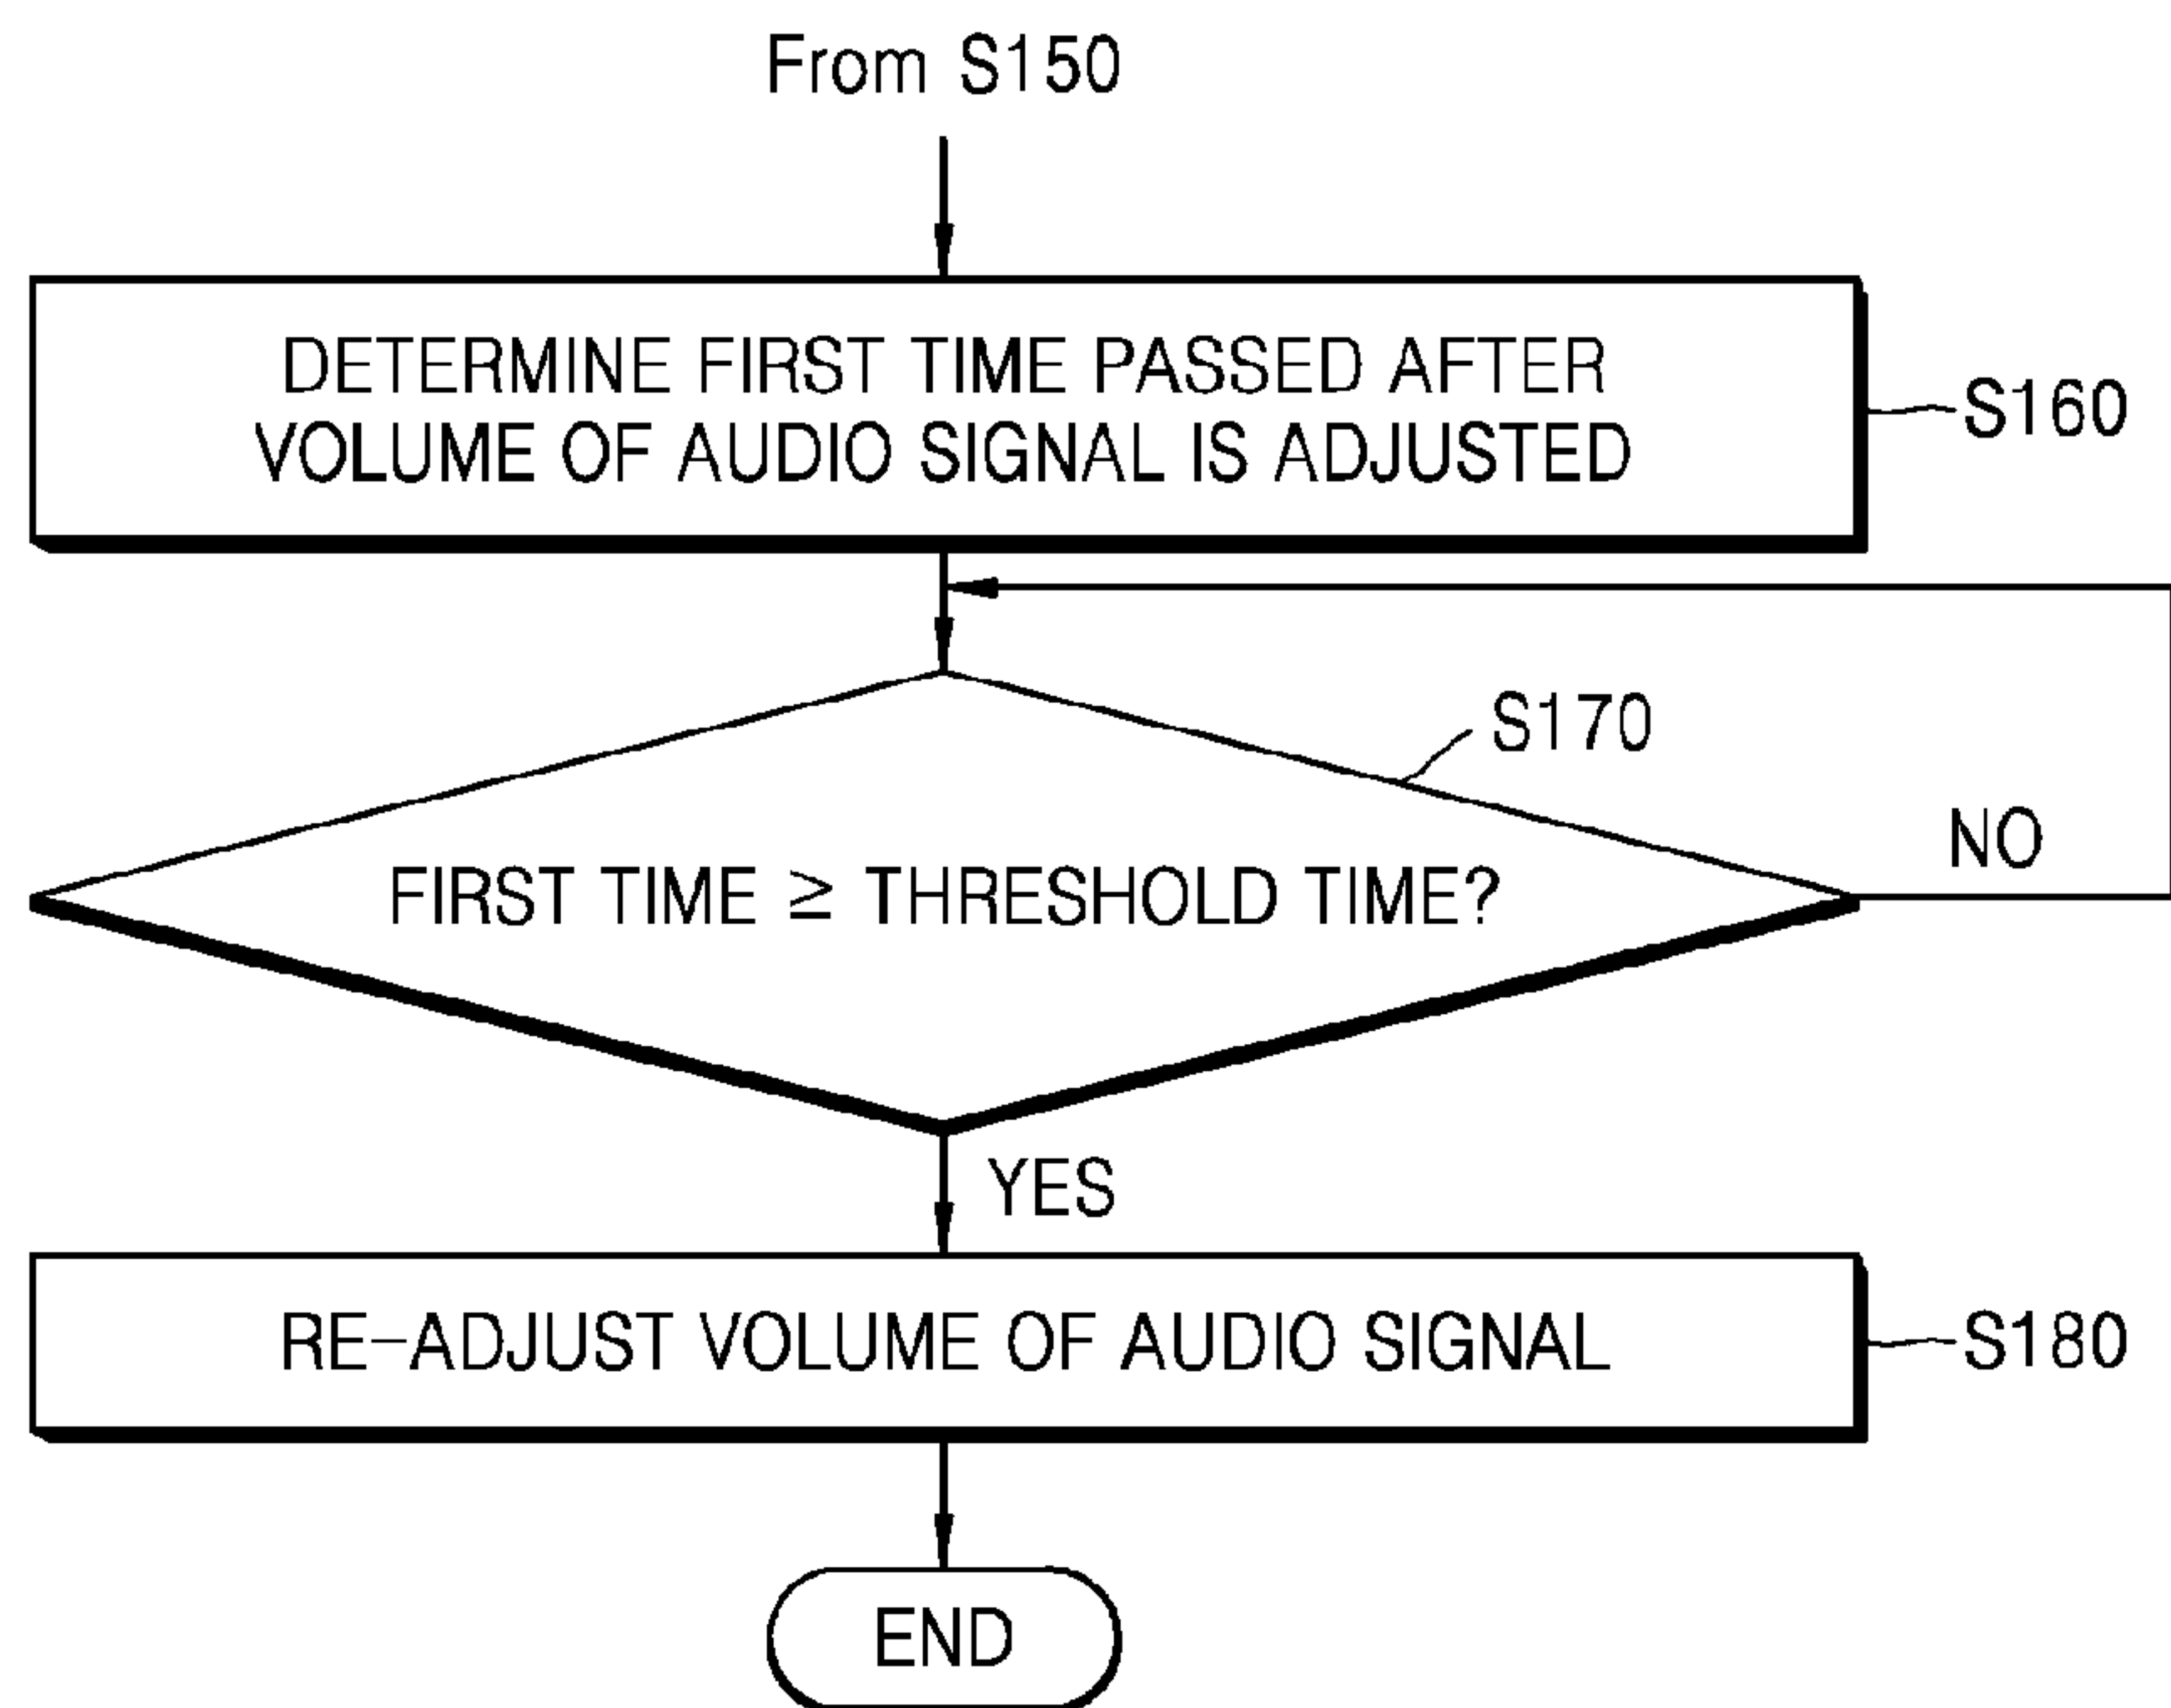 From S150
DETERMINE FIRST TIME PASSED AFTER
VOLUME OF AUDIO SIGNAL IS ADJUSTED
S160
S170
NO
FIRST TIME ≥ THRESHOLD TIME?
YES
RE-ADJUST VOLUME OF AUDIO SIGNAL
S180
END